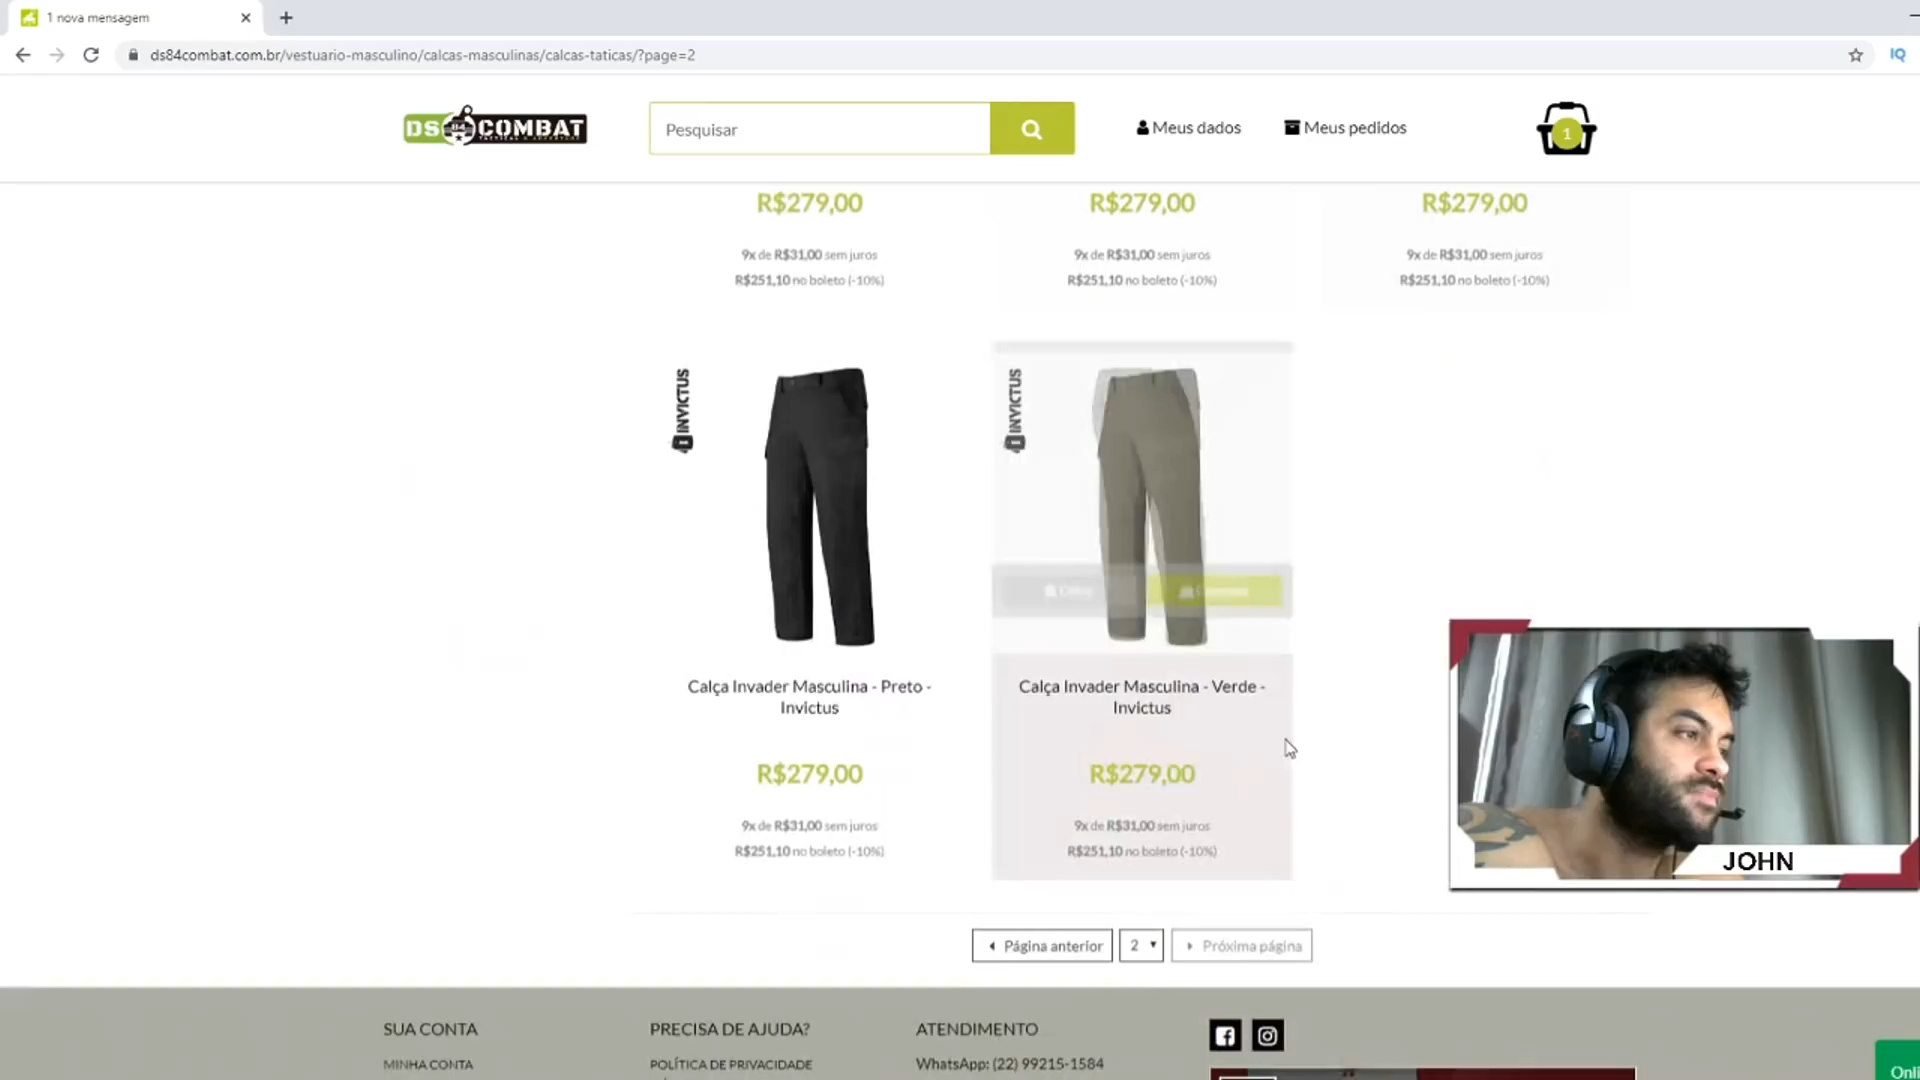 1 nova mensagem
ds84combat.com.br/vestuario-masculino/calcas-masculinas/calcas-taticas/?page=2
IQ
DS 84 COMBAT
Pesquisar
Meus dados
Meus pedidos
1
R$279,00
R$279,00
R$279,00
9x de R$31,00 sem juros
9x de R$31,00 sem juros
9x de R$31,00 sem juros
R$251,10 no boleto (-10%)
R$251,10 no boleto (-10%)
R$251,10 no boleto (-10%)
INVICTUS
INVICTUS
Calça Invader Masculina - Preto -
Invictus
Calça Invader Masculina - Verde -
Invictus
R$279,00
R$279,00
9x de R$31,00 sem juros
9x de R$31,00 sem juros
R$251,10 no boleto (-10%)
R$251,10 no boleto (-10%)
JOHN
Página anterior
2
Próxima página
SUA CONTA
PRECISA DE AJUDA?
ATENDIMENTO
MINHA CONTA
POLÍTICA DE PRIVACIDADE
WhatsApp: (22) 99215-1584
Onli